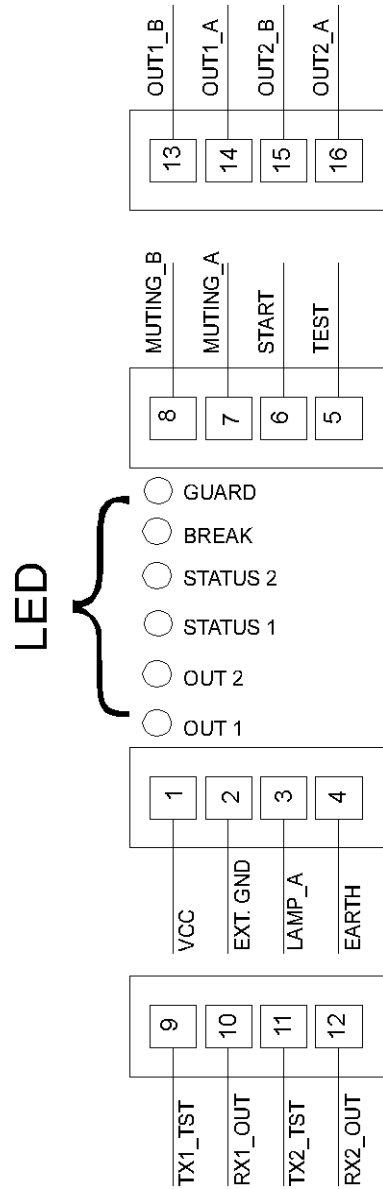 OUT1_B
OUT1_A
OUT2_B
OUT2_A
13
14
15
16
MUTING_B
MUTING_A
START
TEST
8
7
6
5
LED
GUARD
BREAK
STATUS 2
STATUS 1
OUT 2
OUT 1
1
2
3
4
VCC
EXT. GND
LAMP_A
EARTH
9
10
11
12
TX1_TST
RX1_OUT
TX2_TST
RX2_OUT